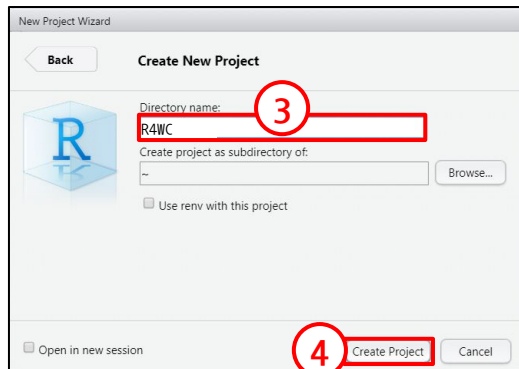 New Project Wizard
Back
Create New Project
R
Directory name:
3
R4WC
Create project as subdirectory of:
~
Browse...
Use renv with this project
Open in new session
4
Create Project
Cancel